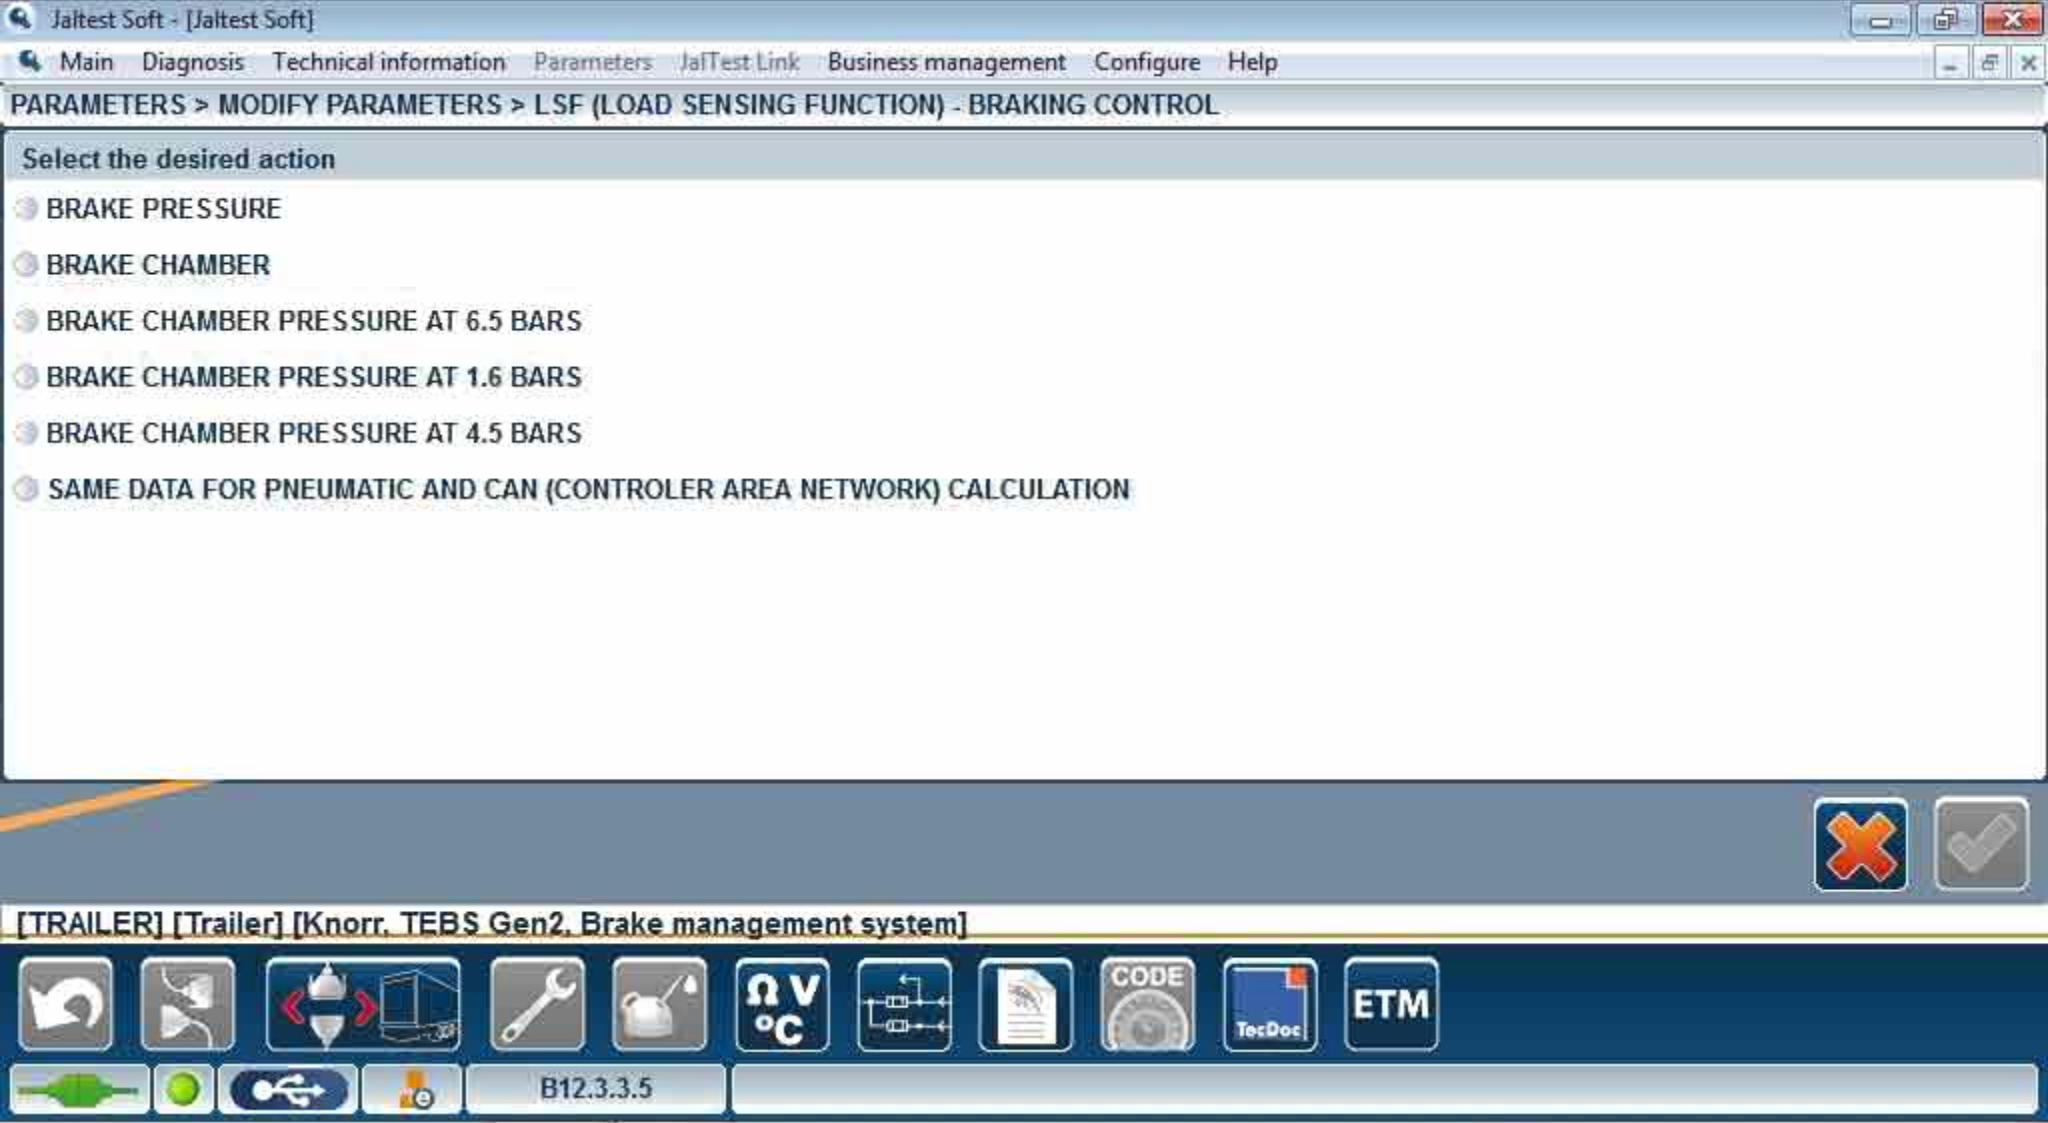 Jaltest Soft - [Jaltest Soft]
Main Diagnosis Technical information Parameters JalTest Link Business management Configure Help
PARAMETERS > MODIFY PARAMETERS > LSF (LOAD SENSING FUNCTION) - BRAKING CONTROL
Select the desired action
BRAKE PRESSURE
BRAKE CHAMBER
BRAKE CHAMBER PRESSURE AT 6.5 BARS
BRAKE CHAMBER PRESSURE AT 1.6 BARS
BRAKE CHAMBER PRESSURE AT 4.5 BARS
SAME DATA FOR PNEUMATIC AND CAN (CONTROLER AREA NETWORK) CALCULATION
[TRAILER] [Trailer] [Knorr, TEBS Gen2, Brake management system]
Ω V
°C
CODE
TecDoc
ETM
B12.3.3.5